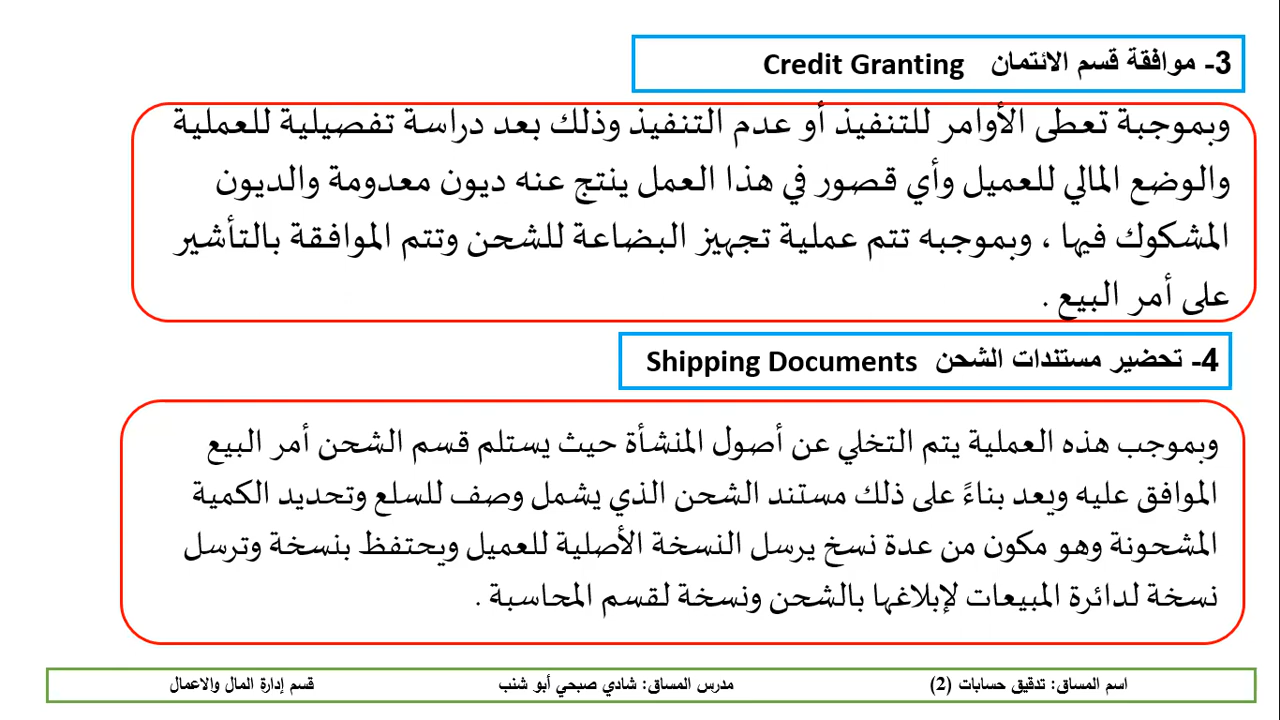 3- موافقة قسم الائتمان Credit Granting
وبموجبة تعطى الأوامر للتنفيذ أو عدم التنفيذ وذلك بعد دراسة تفصيلية للعملية
والوضع المالي للعميل وأي قصور في هذا العمل ينتج عنه ديون معدومة والديون
المشكوك فيها ، وبموجبه تتم عملية تجهيز البضاعة للشحن وتتم الموافقة بالتأشير
على أمر البيع .
4- تحضير مستندات الشحن Shipping Documents
وبموجب هذه العملية يتم التخلي عن أصول المنشأة حيث يستلم قسم الشحن أمر البيع
الموافق عليه ويعد بناءً على ذلك مستند الشحن الذي يشمل وصف للسلع وتحديد الكمية
المشحونة وهو مكون من عدة نسخ يرسل النسخة الأصلية للعميل ويحتفظ بنسخة وترسل
نسخة لدائرة المبيعات لإبلاغها بالشحن ونسخة لقسم المحاسبة .
اسم المساق: تدقيق حسابات (2) مدرس المساق: شادي صبحي أبو شنب قسم إدارة المال والاعمال